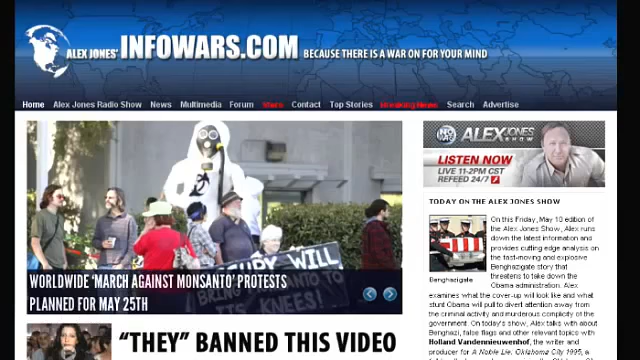 ALEX JONES' INFOWARS.COM BECAUSE THERE IS A WAR ON FOR YOUR MIND
Home Alex Jones Radio Show News Multimedia Forum Store Contact Top Stories Breaking News Search Advertise
WORLDWIDE 'MARCH AGAINST MONSANTO' PROTESTS
PLANNED FOR MAY 25TH
"THEY" BANNED THIS VIDEO
ALEX JONES SHOW
LISTEN NOW
LIVE 11-2PM CST
REFEED 24/7
TODAY ON THE ALEX JONES SHOW
Benghazigate
On this Friday, May 10 edition of
the Alex Jones Show, Alex runs
down the latest information and
provides cutting edge analysis on
the fast-moving and explosive
Benghazigate story that
threatens to take down the
Obama administration. Alex
examines what the cover-up will look like and what
stunt Obama will pull to divert attention away from
the criminal activity and murderous complicity of the
government. On today's show, Alex talks with about
Benghazi, false flags and other relevant topics with
Holland Vandennieuwenhof, the writer and
producer for A Noble Lie, Oklahoma City 1995, a